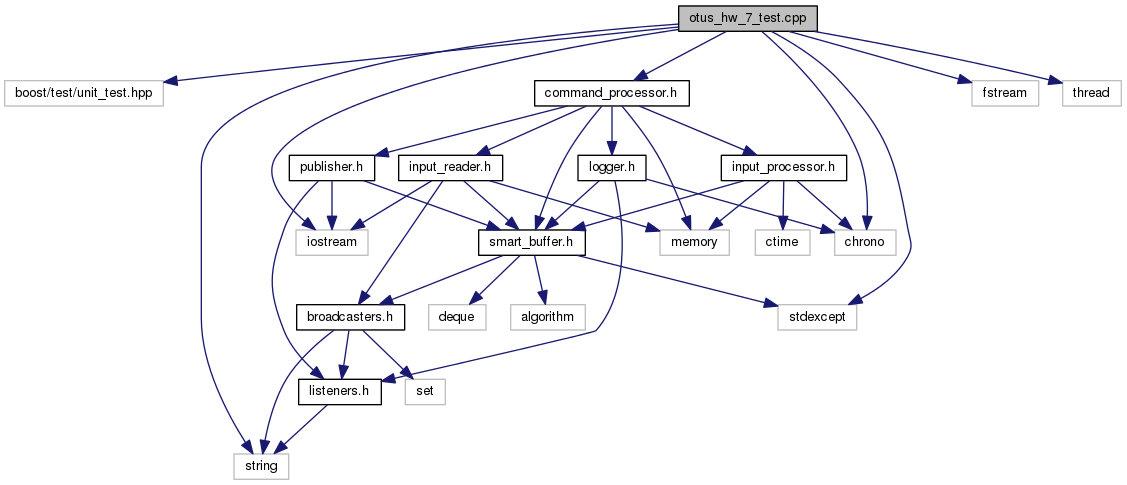 otus_hw_7_test.cpp
boost/test/unit_test.hpp
command_processor.h
fstream
thread
publisher.h
input_reader.h
logger.h
input_processor.h
iostream
smart_buffer.h
memory
ctime
chrono
broadcasters.h
deque
algorithm
stdexcept
listeners.h
set
string